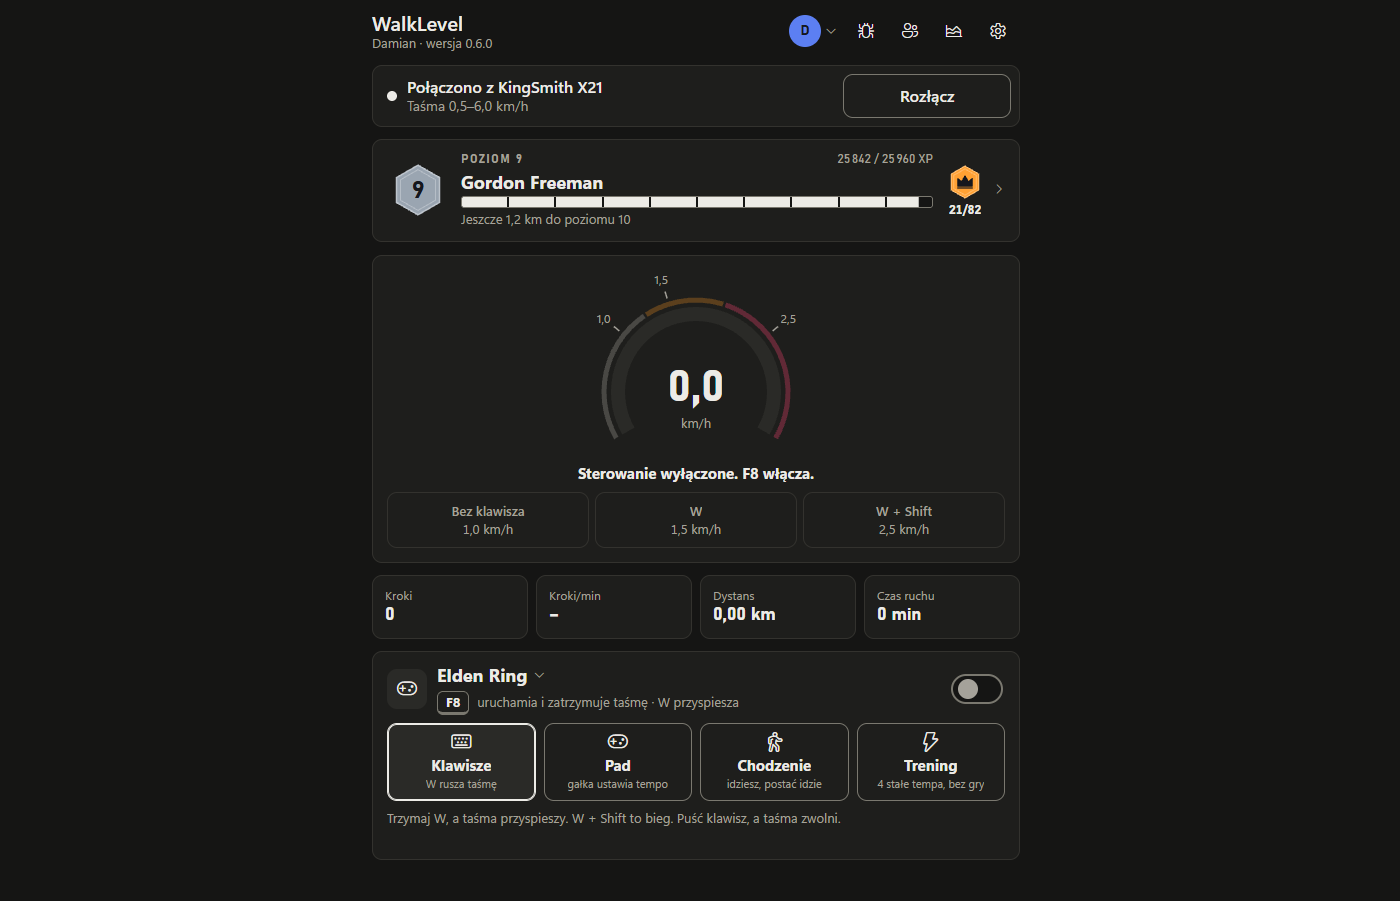 WalkLevel
Damian · wersja 0.6.0
D
Połączono z KingSmith X21
Taśma 0,5–6,0 km/h
Rozłącz
POZIOM 9
25 842 / 25 960 XP
9
Gordon Freeman
21/82
Jeszcze 1,2 km do poziomu 10
1,5
1,0
2,5
0,0
km/h
Sterowanie wyłączone. F8 włącza.
Bez klawisza
1,0 km/h
W
1,5 km/h
W + Shift
2,5 km/h
Kroki
0
Kroki/min
–
Dystans
0,00 km
Czas ruchu
0 min
Elden Ring
F8 uruchamia i zatrzymuje taśmę · W przyspiesza
Klawisze
W rusza taśmę
Pad
gałka ustawia tempo
Chodzenie
idziesz, postać idzie
Trening
4 stałe tempa, bez gry
Trzymaj W, a taśma przyspieszy. W + Shift to bieg. Puść klawisz, a taśma zwolni.